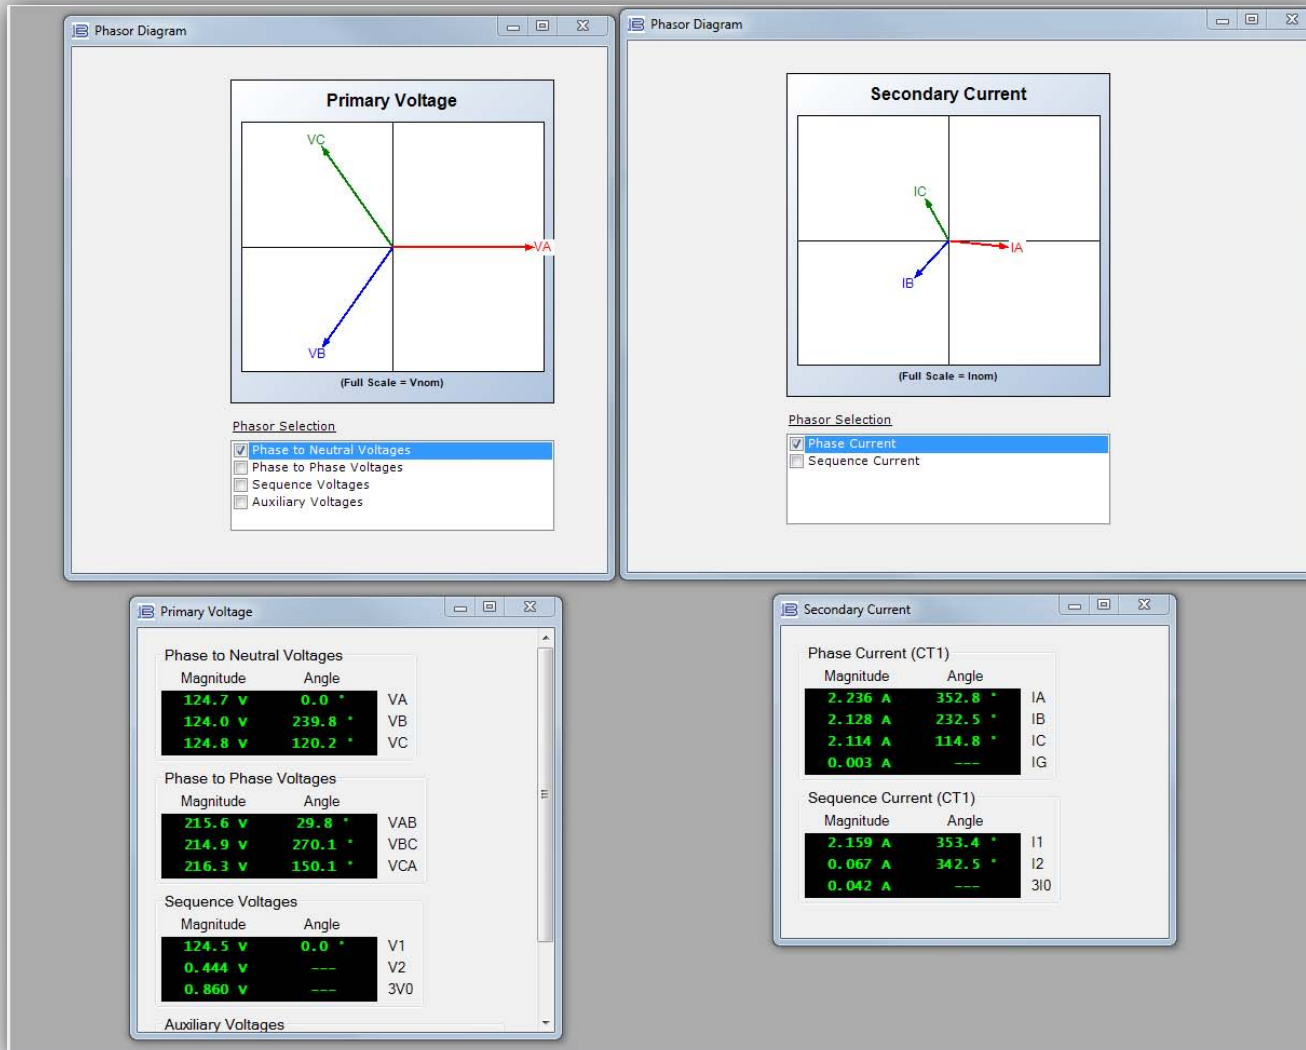 Phasor Diagram
Primary Voltage
VC
VA
VB
(Full Scale = Vnom)
Phasor Selection
Phase to Neutral Voltages
Phase to Phase Voltages
Sequence Voltages
Auxiliary Voltages
Phasor Diagram
Secondary Current
IC
IA
IB
(Full Scale = Inom)
Phasor Selection
Phase Current
Sequence Current
Primary Voltage
Phase to Neutral Voltages
Magnitude Angle
124.7 V 0.0 ° VA
124.0 V 239.8 ° VB
124.8 V 120.2 ° VC
Phase to Phase Voltages
Magnitude Angle
215.6 V 29.8 ° VAB
214.9 V 270.1 ° VBC
216.3 V 150.1 ° VCA
Sequence Voltages
Magnitude Angle
124.5 V 0.0 ° V1
0.444 V --- V2
0.860 V --- 3V0
Auxiliary Voltages
Secondary Current
Phase Current (CT1)
Magnitude Angle
2.236 A 352.8 ° IA
2.128 A 232.5 ° IB
2.114 A 114.8 ° IC
0.003 A --- IG
Sequence Current (CT1)
Magnitude Angle
2.159 A 353.4 ° I1
0.067 A 342.5 ° I2
0.042 A --- 3I0